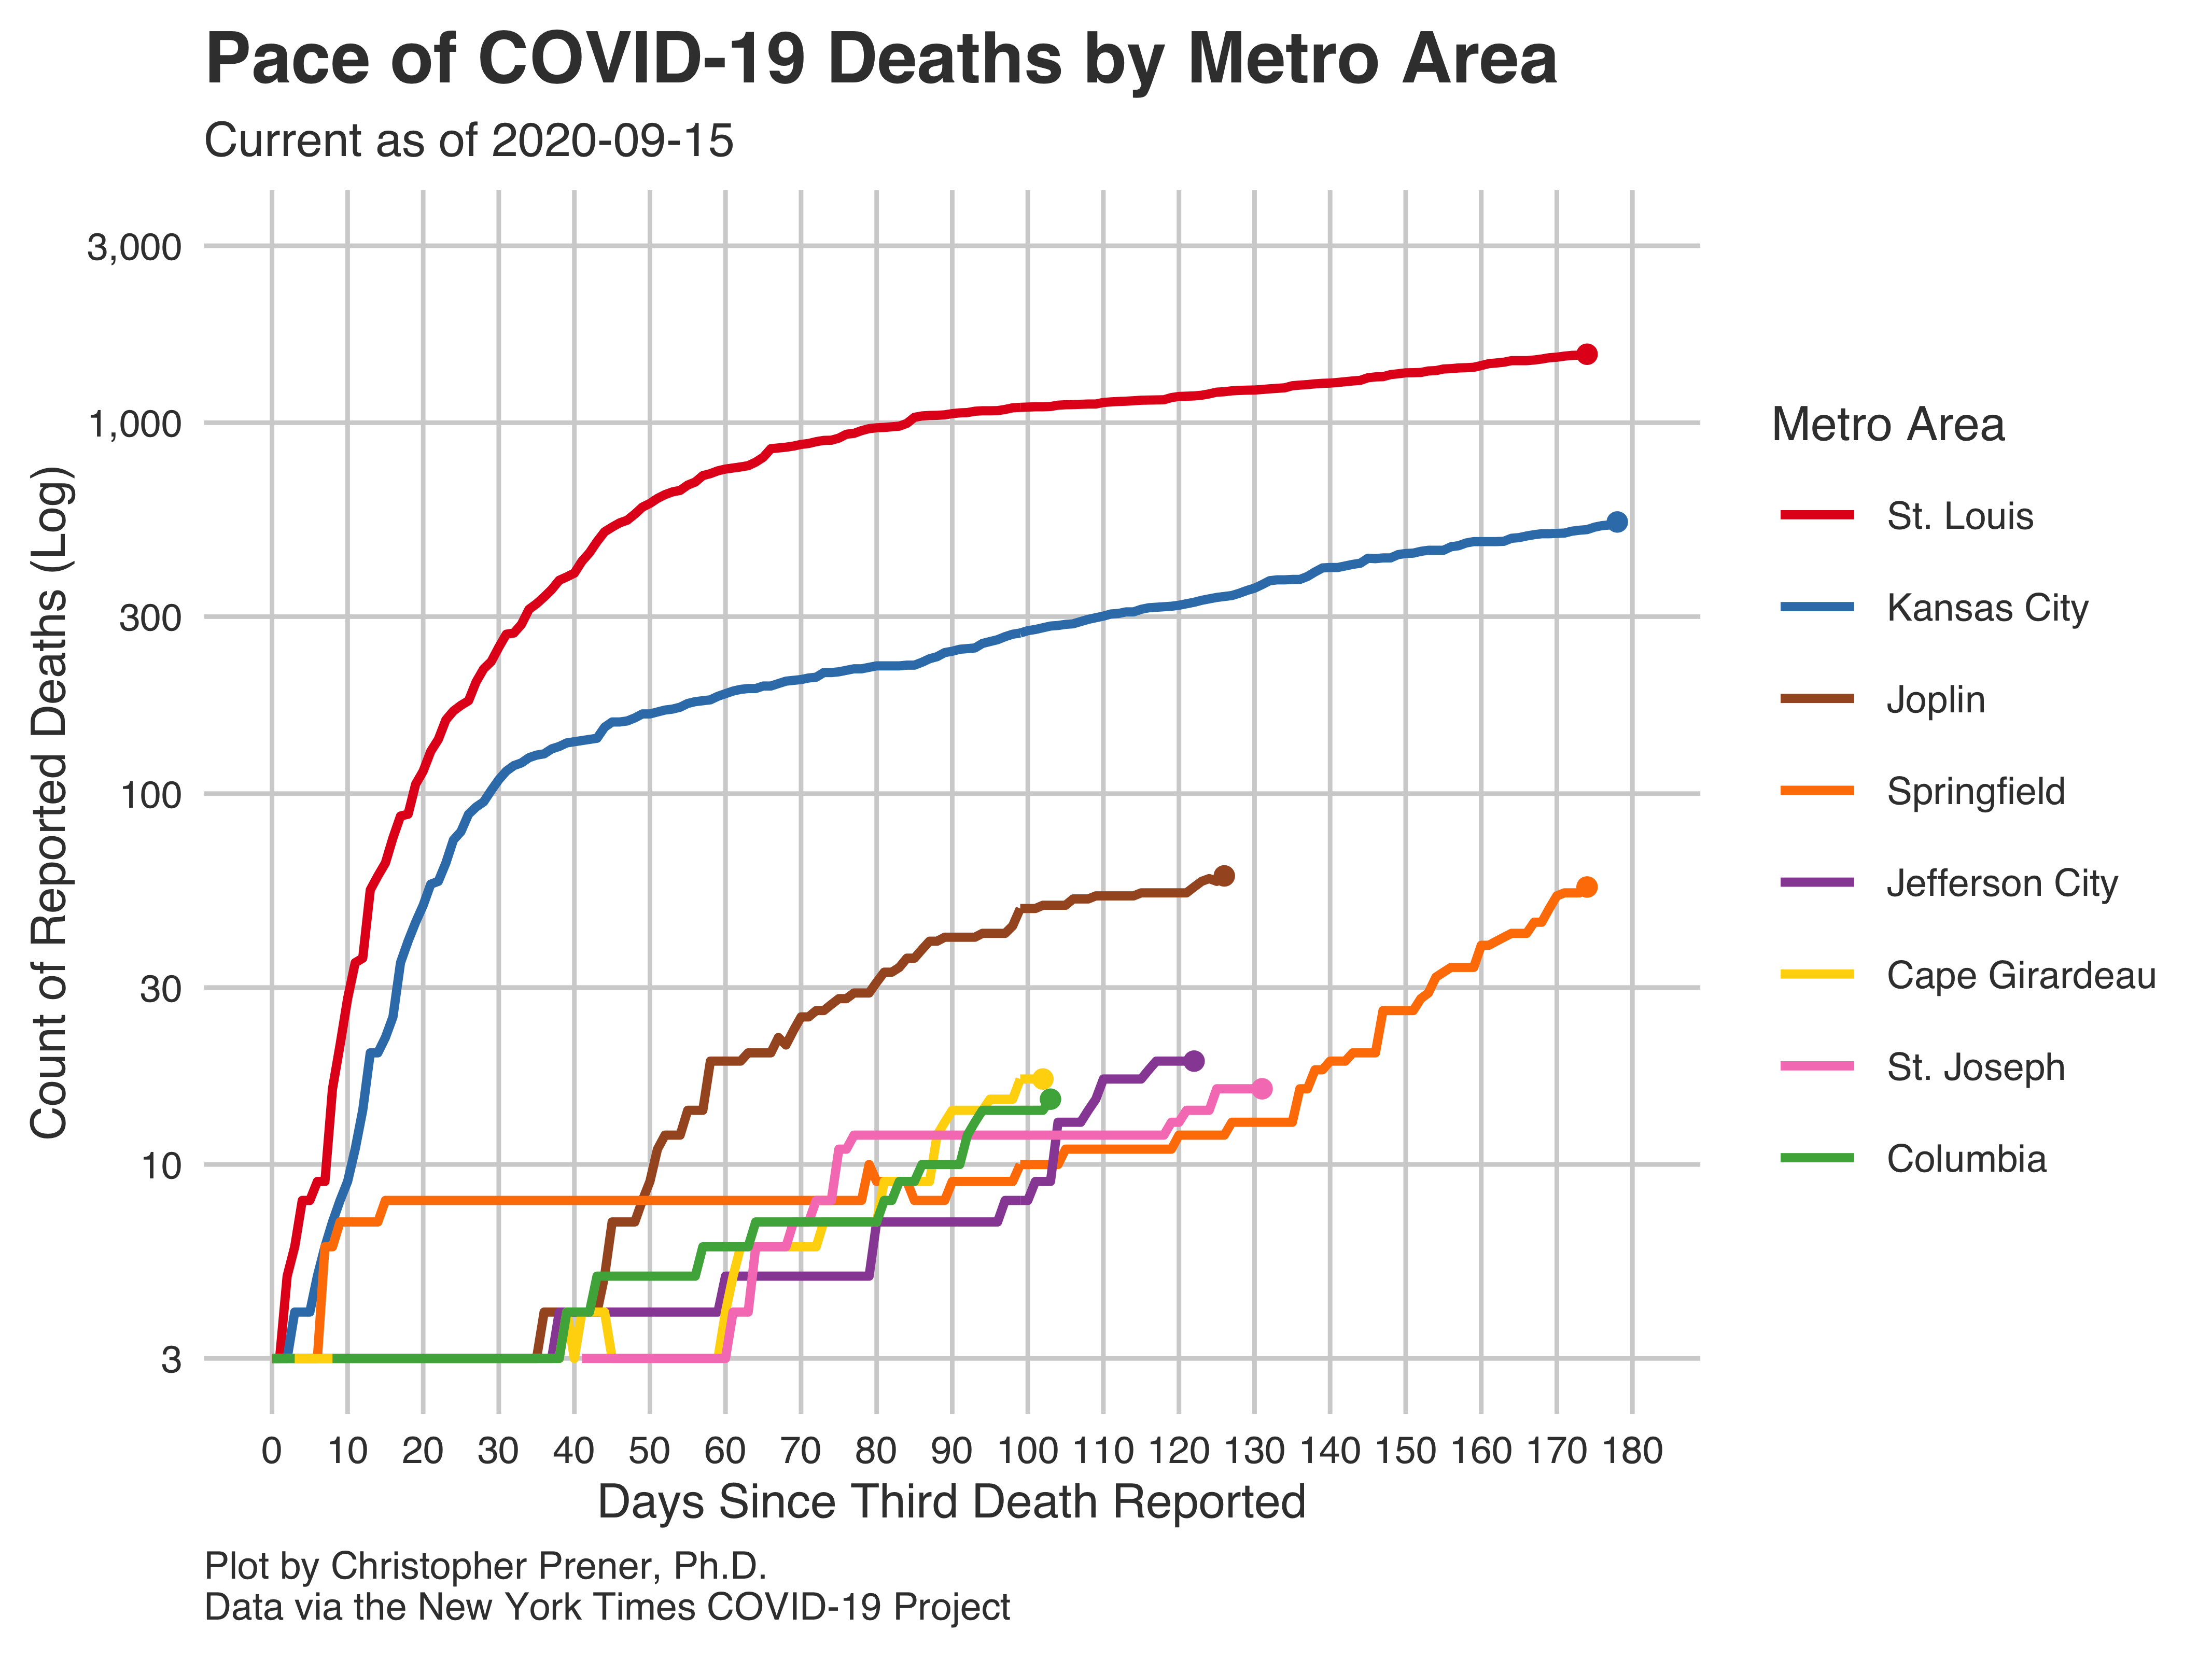 Pace of COVID-19 Deaths by Metro Area
Current as of 2020-09-15
3,000
1,000
300
100
30
10
3
Count of Reported Deaths (Log)
0 10 20 30 40 50 60 70 80 90 100 110 120 130 140 150 160 170 180
Days Since Third Death Reported
Metro Area
St. Louis
Kansas City
Joplin
Springfield
Jefferson City
Cape Girardeau
St. Joseph
Columbia
Plot by Christopher Prener, Ph.D.
Data via the New York Times COVID-19 Project